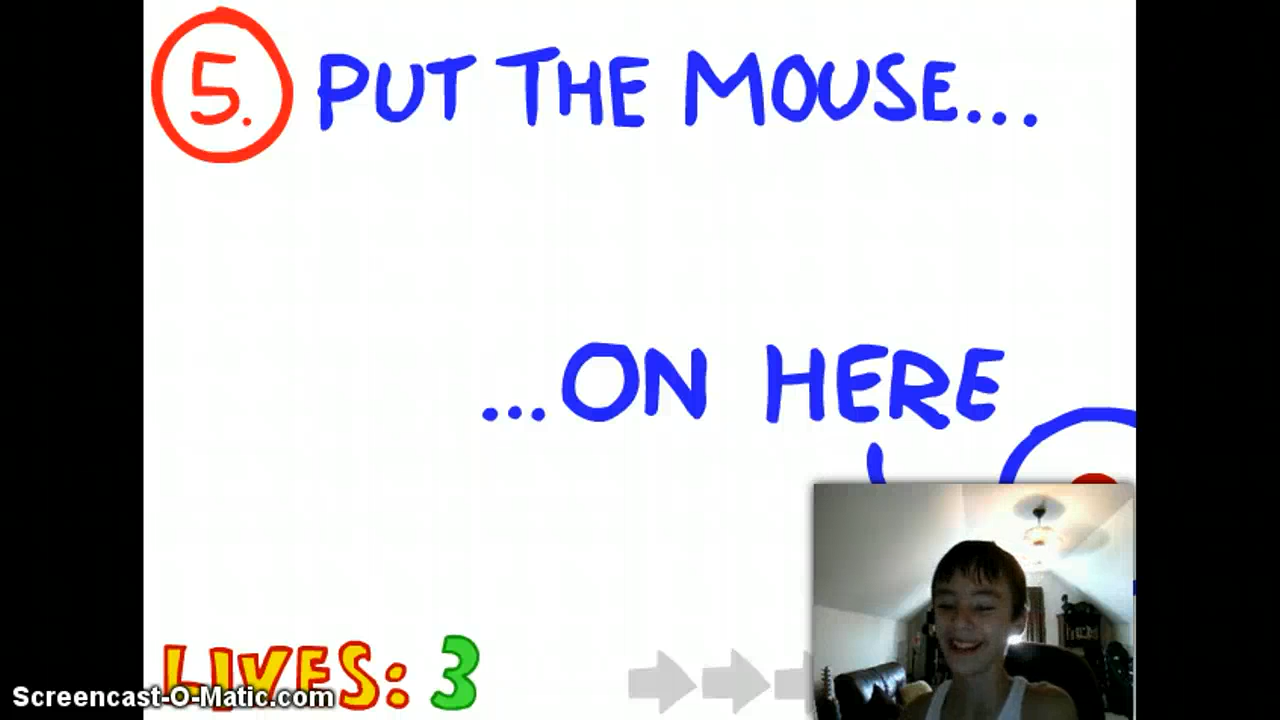 5. PUT THE MOUSE...
...ON HERE
LIVES: 3
Screencast-O-Matic.com